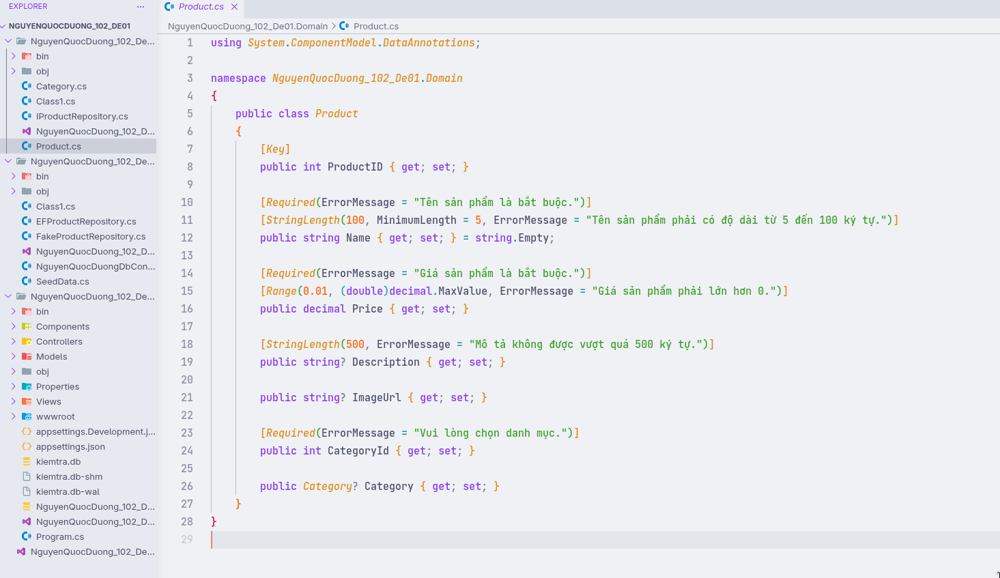 EXPLORER
NGUYENQUOCDUONG_102_DE01
NguyenQuocDuong_102_De...
bin
obj
Category.cs
Class1.cs
IProductRepository.cs
NguyenQuocDuong_102_D...
Product.cs
NguyenQuocDuong_102_De...
bin
obj
Class1.cs
EFProductRepository.cs
FakeProductRepository.cs
NguyenQuocDuong_102_D...
NguyenQuocDuongDbCon...
SeedData.cs
NguyenQuocDuong_102_De...
bin
Components
Controllers
Models
obj
Properties
Views
wwwroot
appsettings.Development.j...
appsettings.json
kiemtra.db
kiemtra.db-shm
kiemtra.db-wal
NguyenQuocDuong_102_D...
NguyenQuocDuong_102_D...
Program.cs
NguyenQuocDuong_102_De...
Product.cs
NguyenQuocDuong_102_De01.Domain > Product.cs
1 using System.ComponentModel.DataAnnotations;
2
3 namespace NguyenQuocDuong_102_De01.Domain
4 {
5     public class Product
6     {
7         [Key]
8         public int ProductID { get; set; }
9
10         [Required(ErrorMessage = "Tên sản phẩm là bắt buộc.")]
11         [StringLength(100, MinimumLength = 5, ErrorMessage = "Tên sản phẩm phải có độ dài từ 5 đến 100 ký tự.")]
12         public string Name { get; set; } = string.Empty;
13
14         [Required(ErrorMessage = "Giá sản phẩm là bắt buộc.")]
15         [Range(0.01, (double)decimal.MaxValue, ErrorMessage = "Giá sản phẩm phải lớn hơn 0.")]
16         public decimal Price { get; set; }
17
18         [StringLength(500, ErrorMessage = "Mô tả không được vượt quá 500 ký tự.")]
19         public string? Description { get; set; }
20
21         public string? ImageUrl { get; set; }
22
23         [Required(ErrorMessage = "Vui lòng chọn danh mục.")]
24         public int CategoryId { get; set; }
25
26         public Category? Category { get; set; }
27     }
28 }
29